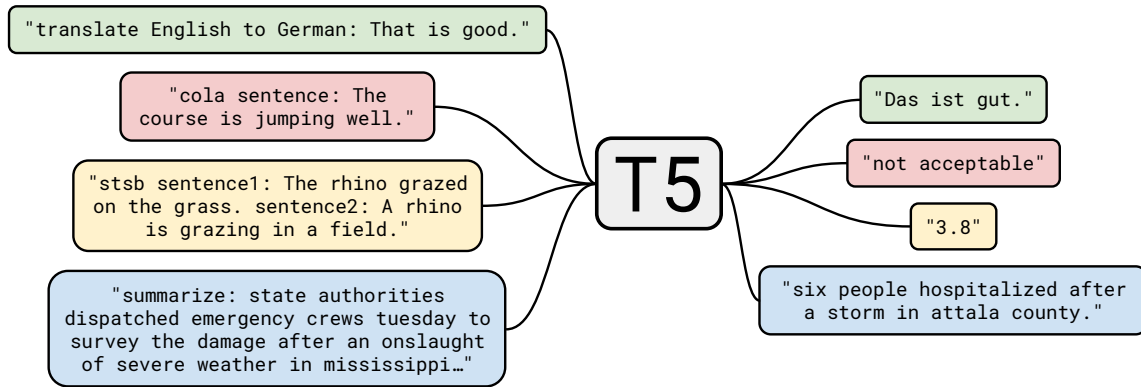 "translate English to German: That is good."
"cola sentence: The
course is jumping well."
"stsb sentence1: The rhino grazed
on the grass. sentence2: A rhino
is grazing in a field."
"summarize: state authorities
dispatched emergency crews tuesday to
survey the damage after an onslaught
of severe weather in mississippi…"
T5
"Das ist gut."
"not acceptable"
"3.8"
"six people hospitalized after
a storm in attala county."